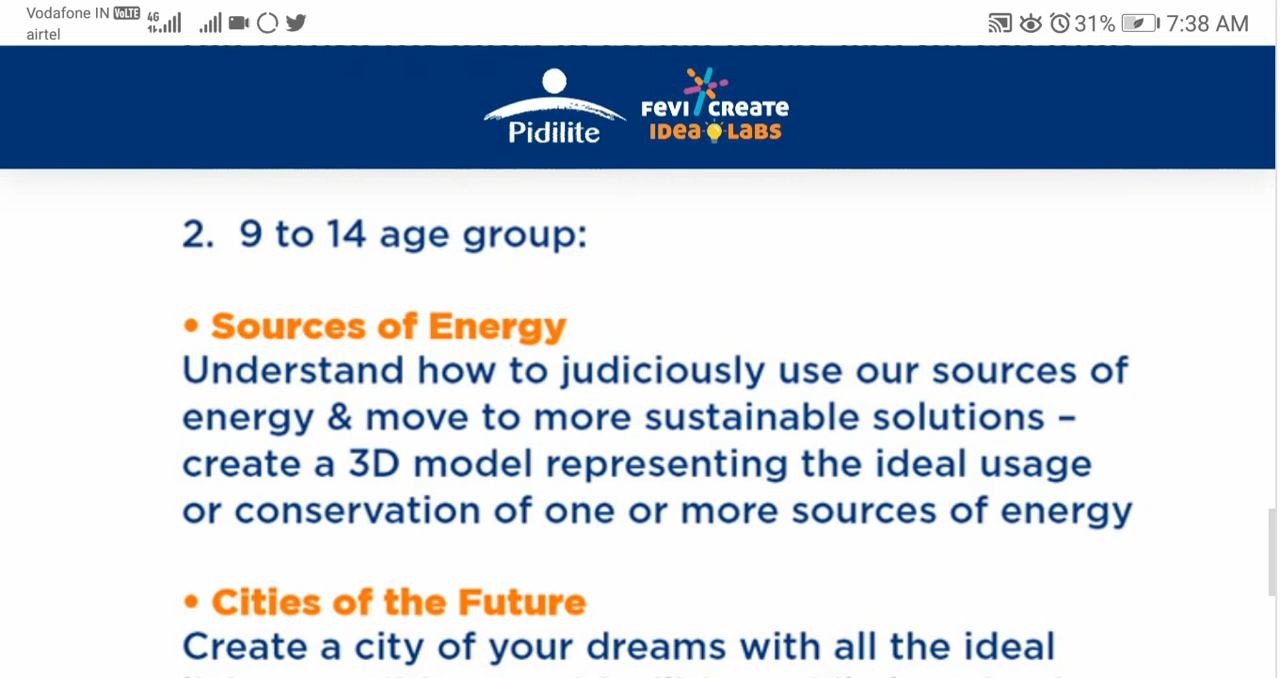 Vodafone IN VoLTE 4G 31% 7:38 AM
airtel
Pidilite FEVI CREATE
IDEA LABS
2. 9 to 14 age group:
• Sources of Energy
Understand how to judiciously use our sources of
energy & move to more sustainable solutions –
create a 3D model representing the ideal usage
or conservation of one or more sources of energy
• Cities of the Future
Create a city of your dreams with all the ideal